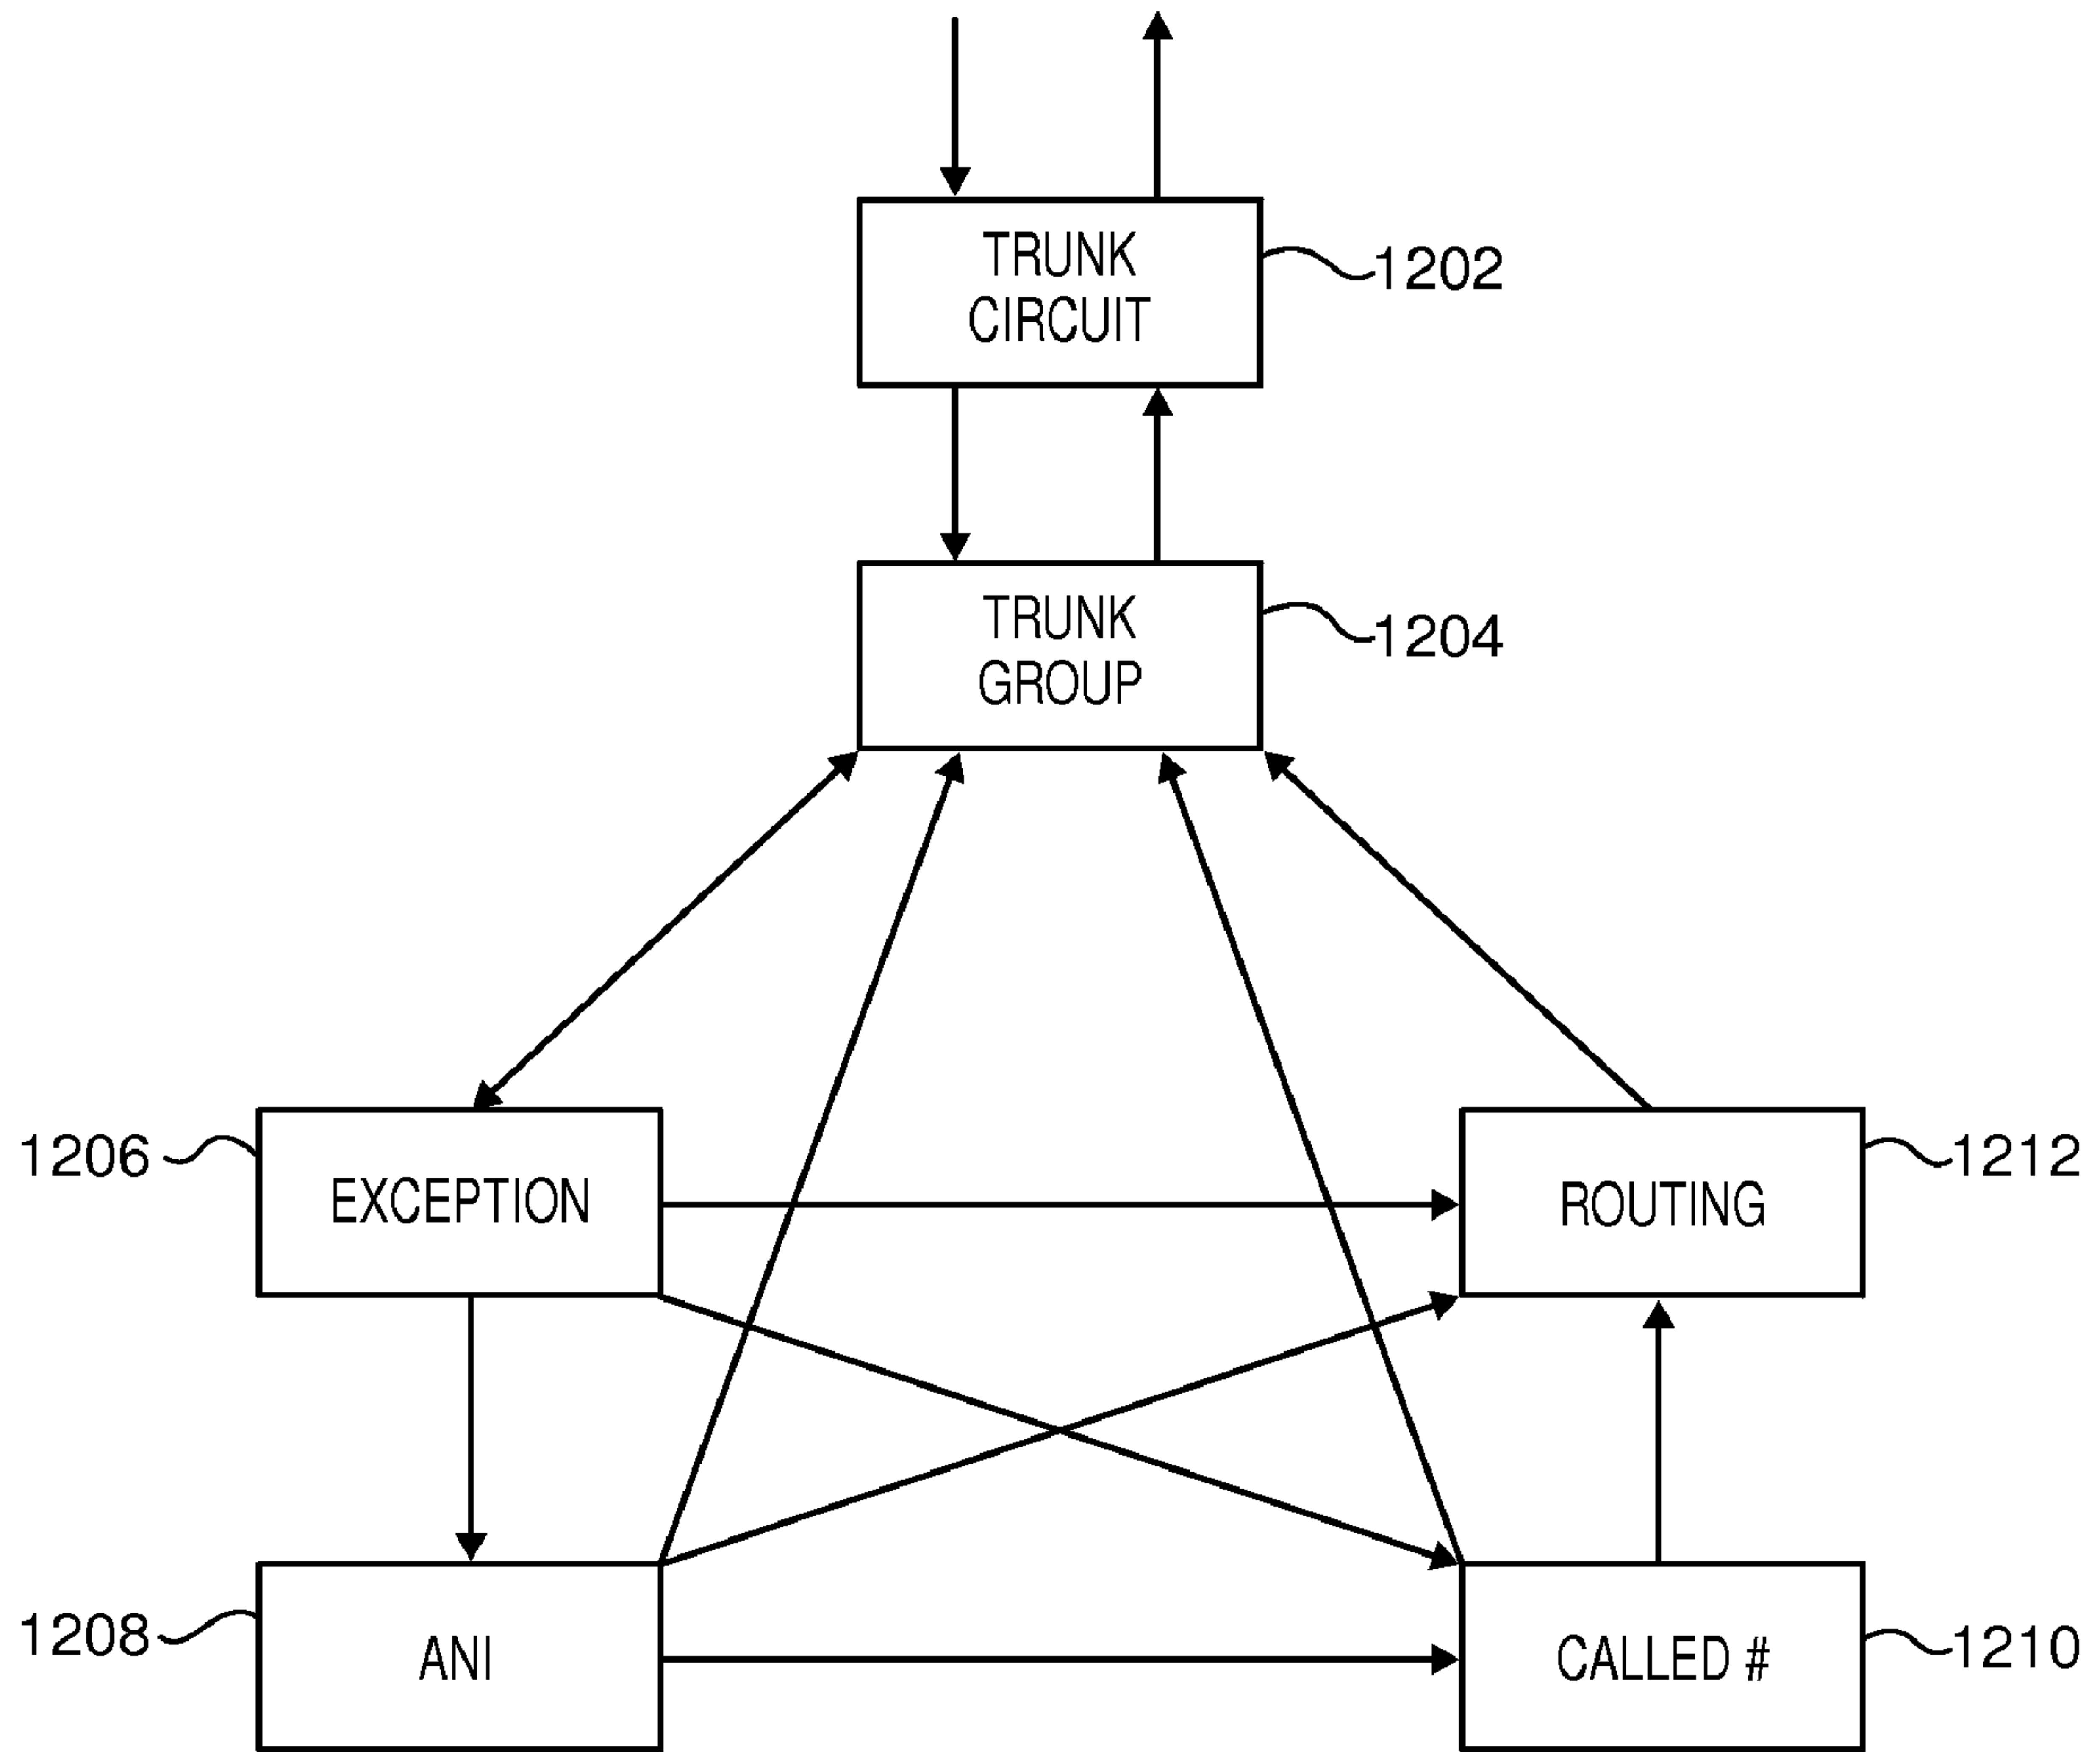 TRUNK
CIRCUIT
1202
TRUNK
GROUP
1204
1206
EXCEPTION
ROUTING
1212
1208
ANI
CALLED #
1210